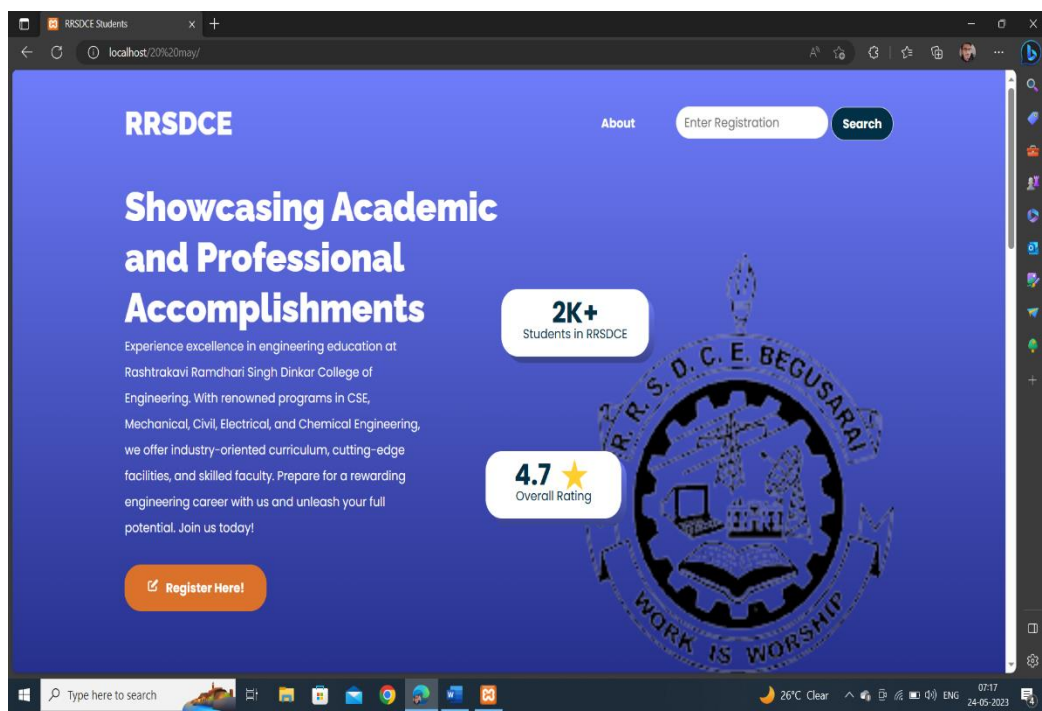 RRSDCE Students
localhost/20%20may/
RRSDCE
About
Enter Registration
Search
Showcasing Academic
and Professional
Accomplishments
Experience excellence in engineering education at
Rashtrakavi Ramdhari Singh Dinkar College of
Engineering. With renowned programs in CSE,
Mechanical, Civil, Electrical, and Chemical Engineering,
we offer industry-oriented curriculum, cutting-edge
facilities, and skilled faculty. Prepare for a rewarding
engineering career with us and unleash your full
potential. Join us today!
Register Here!
2K+
Students in RRSDCE
4.7
Overall Rating
R. R. S. D. C. E. BEGUSARAI
WORK IS WORSHIP
Type here to search
26°C Clear
ENG
07:17
24-05-2023
4